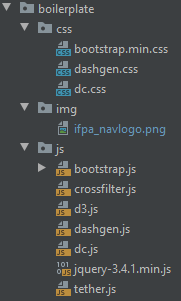 boilerplate
css
bootstrap.min.css
dashgen.css
dc.css
img
ifpa_navlogo.png
js
bootstrap.js
crossfilter.js
d3.js
dashgen.js
dc.js
jquery-3.4.1.min.js
tether.js